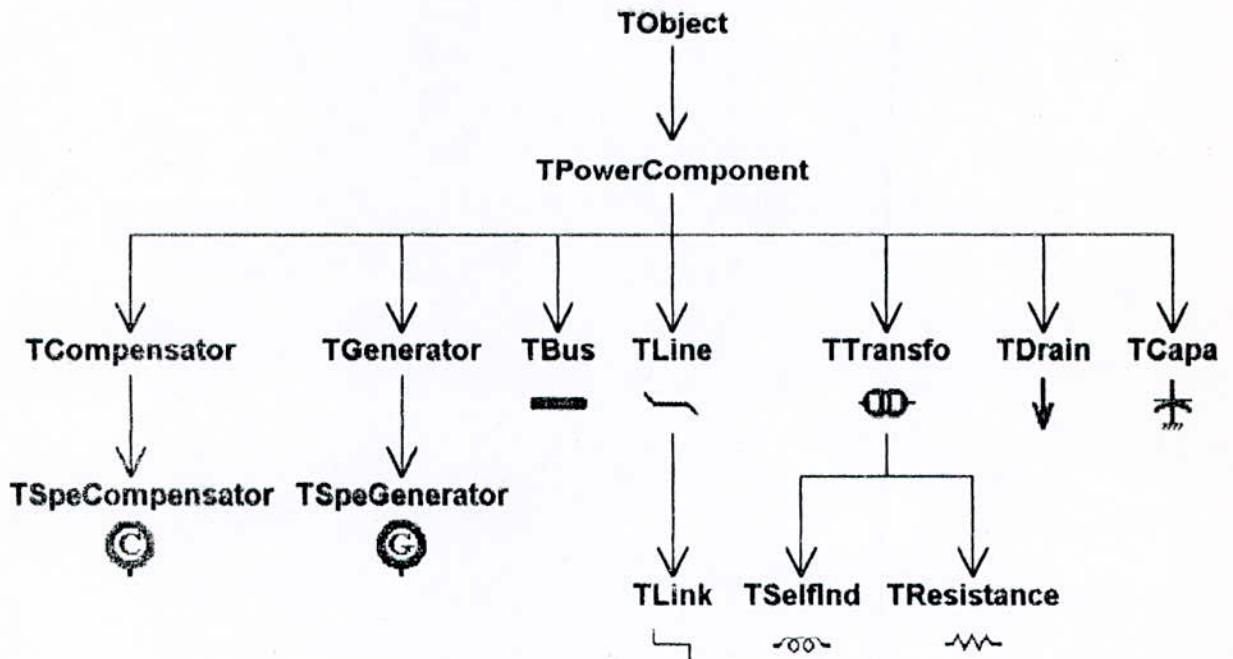 TObject
TPowerComponent
TCompensator TGenerator TBus TLine TTransfo TDrain TCapa
TSpeCompensator TSpeGenerator
C G
TLink TSelfInd TResistance